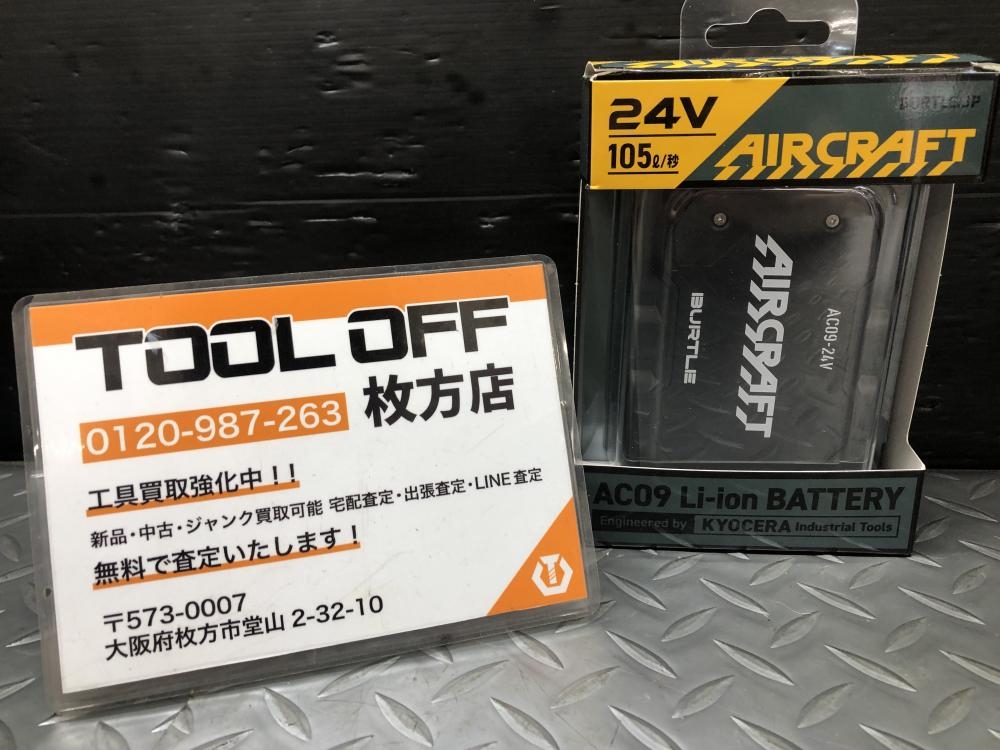 TOOL OFF
枚方店
0120-987-263
工具買取強化中!!
新品・中古・ジャンク買取可能 宅配査定・出張査定・LINE査定
無料で査定いたします!
〒573-0007
大阪府枚方市堂山 2-32-10
BURTLE.JP
24V
105ℓ/秒
AIRCRAFT
AC09-24V
AIRCRAFT
BURTLE
AC09 Li-ion BATTERY
Engineered by KYOCERA Industrial Tools